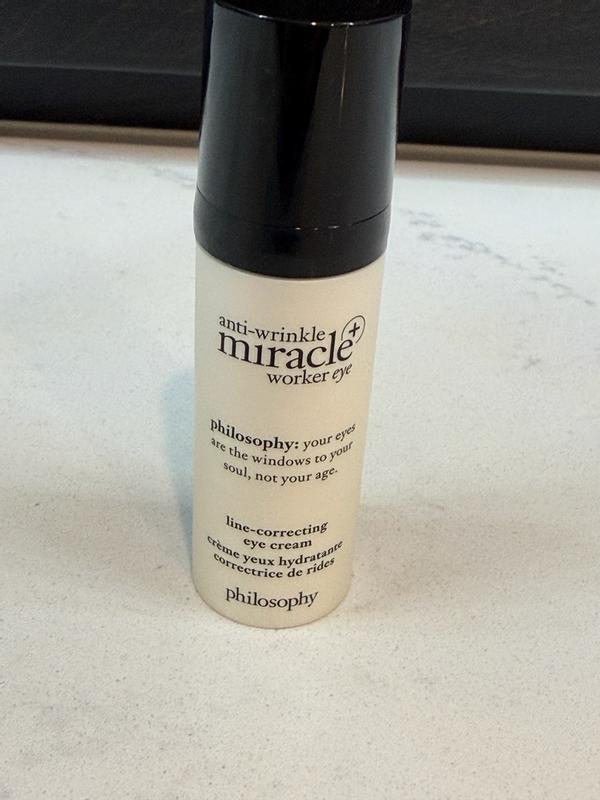 anti-wrinkle
miracle+
worker eye
philosophy: your eyes
are the windows to your
soul, not your age.
line-correcting
eye cream
crème yeux hydratante
correctrice de rides
philosophy